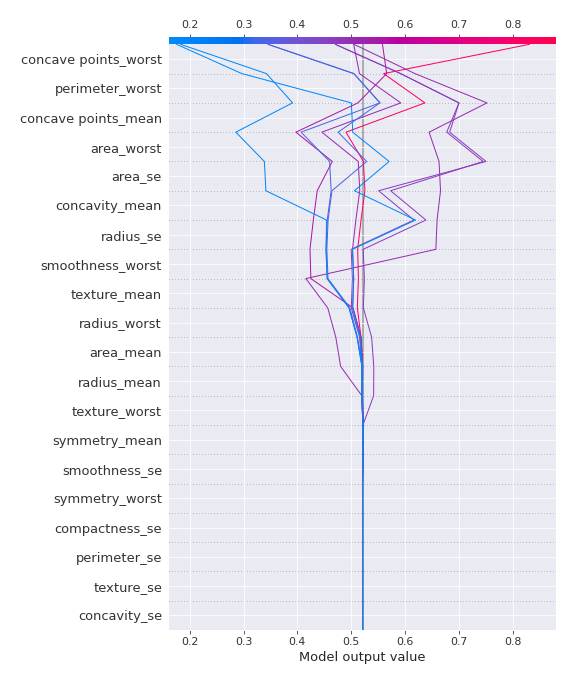 0.2 0.3 0.4 0.5 0.6 0.7 0.8
concave points_worst
perimeter_worst
concave points_mean
area_worst
area_se
concavity_mean
radius_se
smoothness_worst
texture_mean
radius_worst
area_mean
radius_mean
texture_worst
symmetry_mean
smoothness_se
symmetry_worst
compactness_se
perimeter_se
texture_se
concavity_se
0.2 0.3 0.4 0.5 0.6 0.7 0.8
Model output value